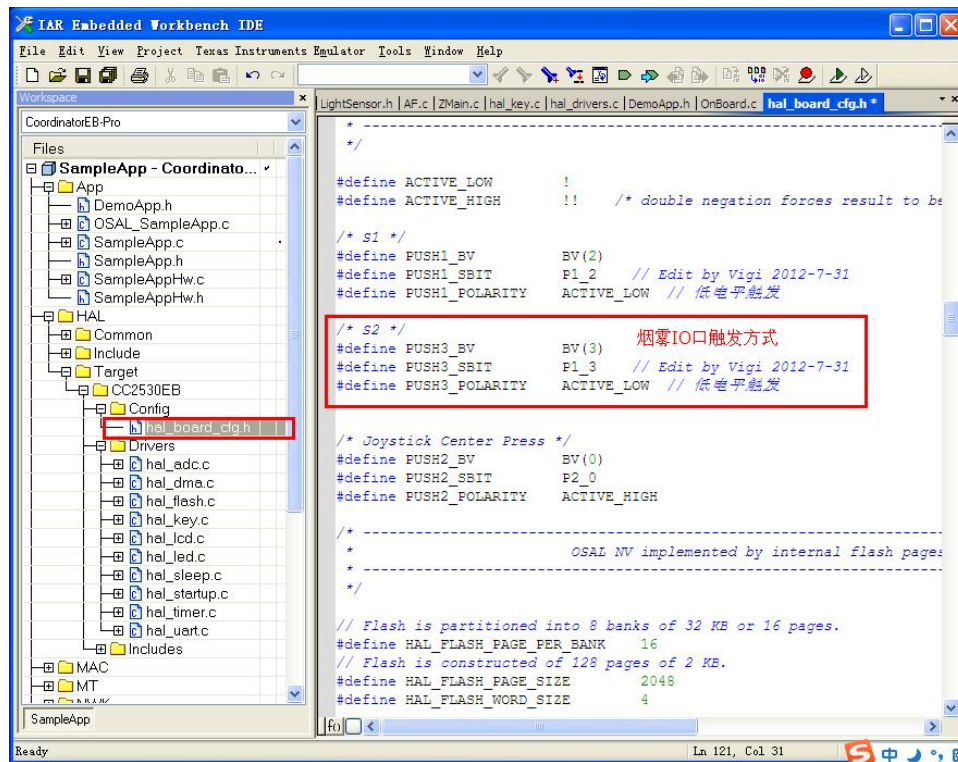 IAR Embedded Workbench IDE
File Edit View Project Texas Instruments Emulator Tools Window Help
Workspace
CoordinatorEB-Pro
Files
SampleApp - Coordinato...
App
DemoApp.h
OSAL_SampleApp.c
SampleApp.c
SampleApp.h
SampleAppHw.c
SampleAppHw.h
HAL
Common
Include
Target
CC2530EB
Config
hal_board_cfg.h
Drivers
hal_adc.c
hal_dma.c
hal_flash.c
hal_key.c
hal_lcd.c
hal_led.c
hal_sleep.c
hal_startup.c
hal_timer.c
hal_uart.c
Includes
MAC
MT
NWK
SampleApp
LightSensor.h | AF.c | ZMain.c | hal_key.c | hal_drivers.c | DemoApp.h | OnBoard.c hal_board_cfg.h *
* ------------------------------------------------------------
*/
#define ACTIVE_LOW !
#define ACTIVE_HIGH !! /* double negation forces result to be
/* S1 */
#define PUSH1_BV BV(2)
#define PUSH1_SBIT P1_2 // Edit by Vigi 2012-7-31
#define PUSH1_POLARITY ACTIVE_LOW // 低电平触发
/* S2 */
烟雾IO口触发方式
#define PUSH3_BV BV(3)
#define PUSH3_SBIT P1_3 // Edit by Vigi 2012-7-31
#define PUSH3_POLARITY ACTIVE_LOW // 低电平触发
/* Joystick Center Press */
#define PUSH2_BV BV(0)
#define PUSH2_SBIT P2_0
#define PUSH2_POLARITY ACTIVE_HIGH
/* ------------------------------------------------------------
* OSAL NV implemented by internal flash pages
* ------------------------------------------------------------
*/
// Flash is partitioned into 8 banks of 32 KB or 16 pages.
#define HAL_FLASH_PAGE_PER_BANK 16
// Flash is constructed of 128 pages of 2 KB.
#define HAL_FLASH_PAGE_SIZE 2048
#define HAL_FLASH_WORD_SIZE 4
fo
Ready
Ln 121, Col 31
S 中